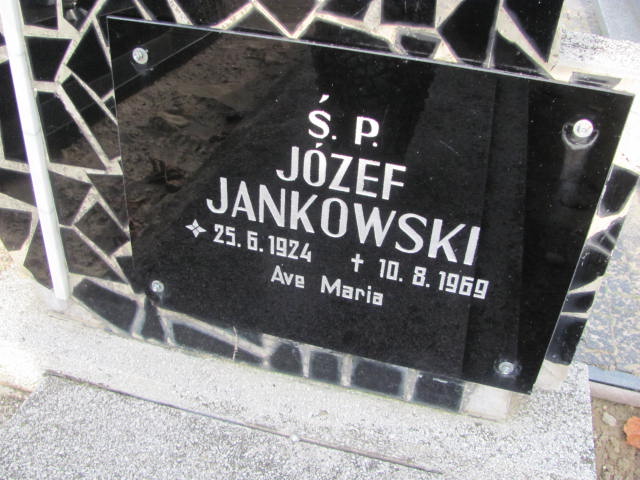 Ś. P.
JÓZEF
JANKOWSKI
25.6.1924 † 10.8.1969
Ave Maria